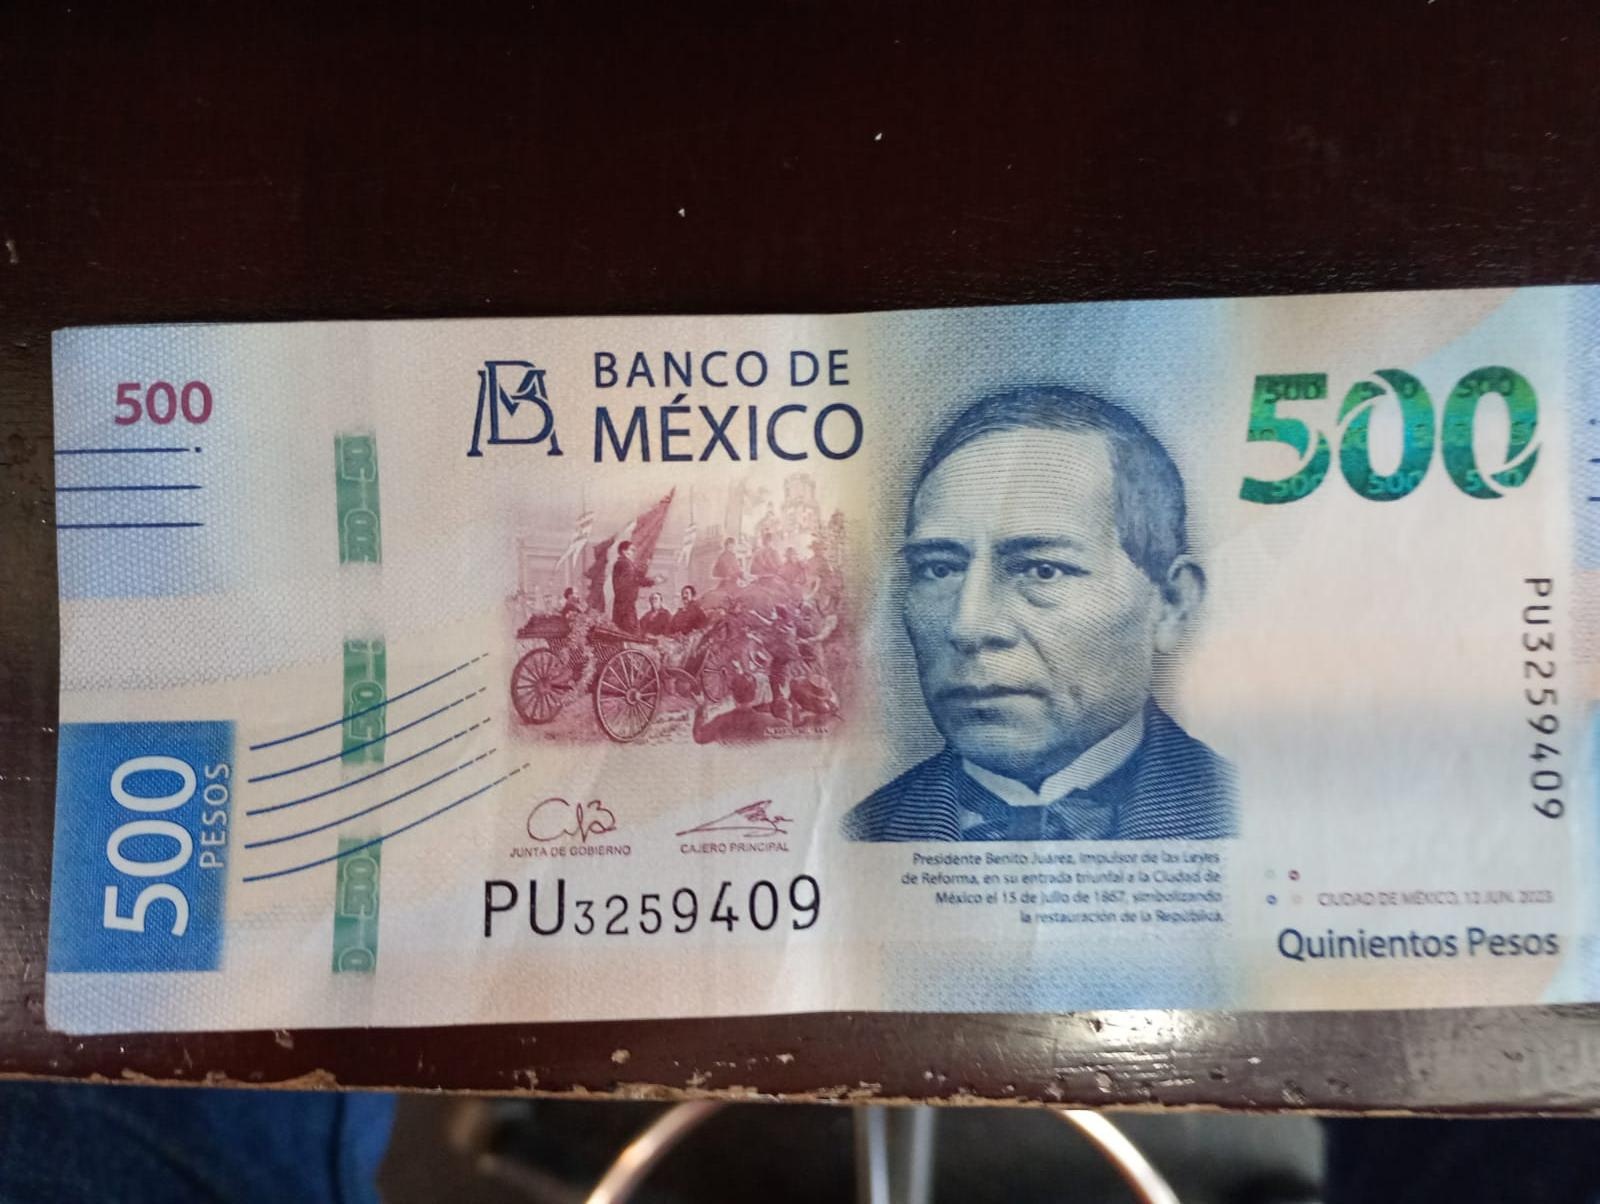 500
BANCO DE
MÉXICO
500
PU3259409
500
PESOS
JUNTA DE GOBIERNO
CAJERO PRINCIPAL
PU3259409
Presidente Benito Juárez, impulsor de las Leyes
de Reforma, en su entrada triunfal a la Ciudad de
México el 15 de julio de 1867, simbolizando
la restauración de la República.
CIUDAD DE MÉXICO, 12 JUN. 2023
Quinientos Pesos